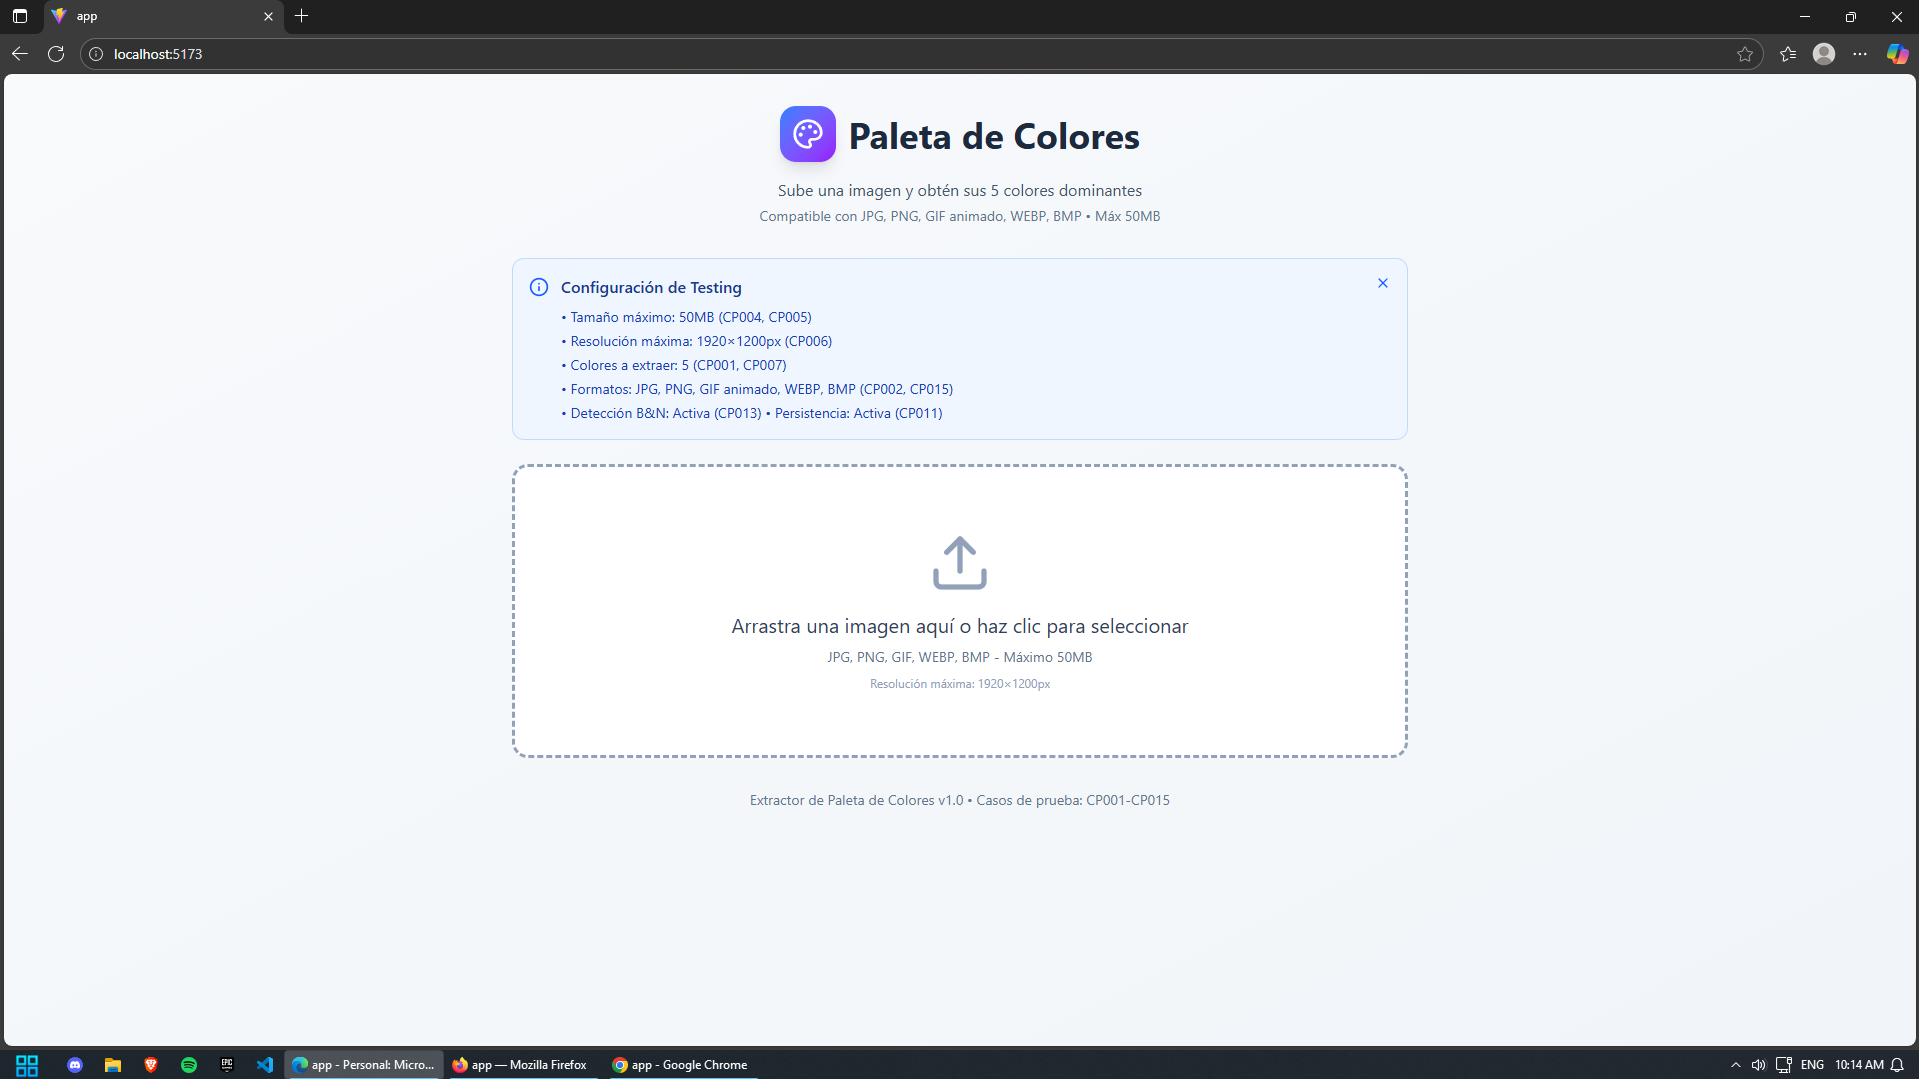 app
localhost:5173
Paleta de Colores
Sube una imagen y obtén sus 5 colores dominantes
Compatible con JPG, PNG, GIF animado, WEBP, BMP • Máx 50MB
Configuración de Testing
• Tamaño máximo: 50MB (CP004, CP005)
• Resolución máxima: 1920×1200px (CP006)
• Colores a extraer: 5 (CP001, CP007)
• Formatos: JPG, PNG, GIF animado, WEBP, BMP (CP002, CP015)
• Detección B&N: Activa (CP013) • Persistencia: Activa (CP011)
Arrastra una imagen aquí o haz clic para seleccionar
JPG, PNG, GIF, WEBP, BMP - Máximo 50MB
Resolución máxima: 1920×1200px
Extractor de Paleta de Colores v1.0 • Casos de prueba: CP001-CP015
EPIC
app - Personal: Micro...
app — Mozilla Firefox
app - Google Chrome
ENG
10:14 AM